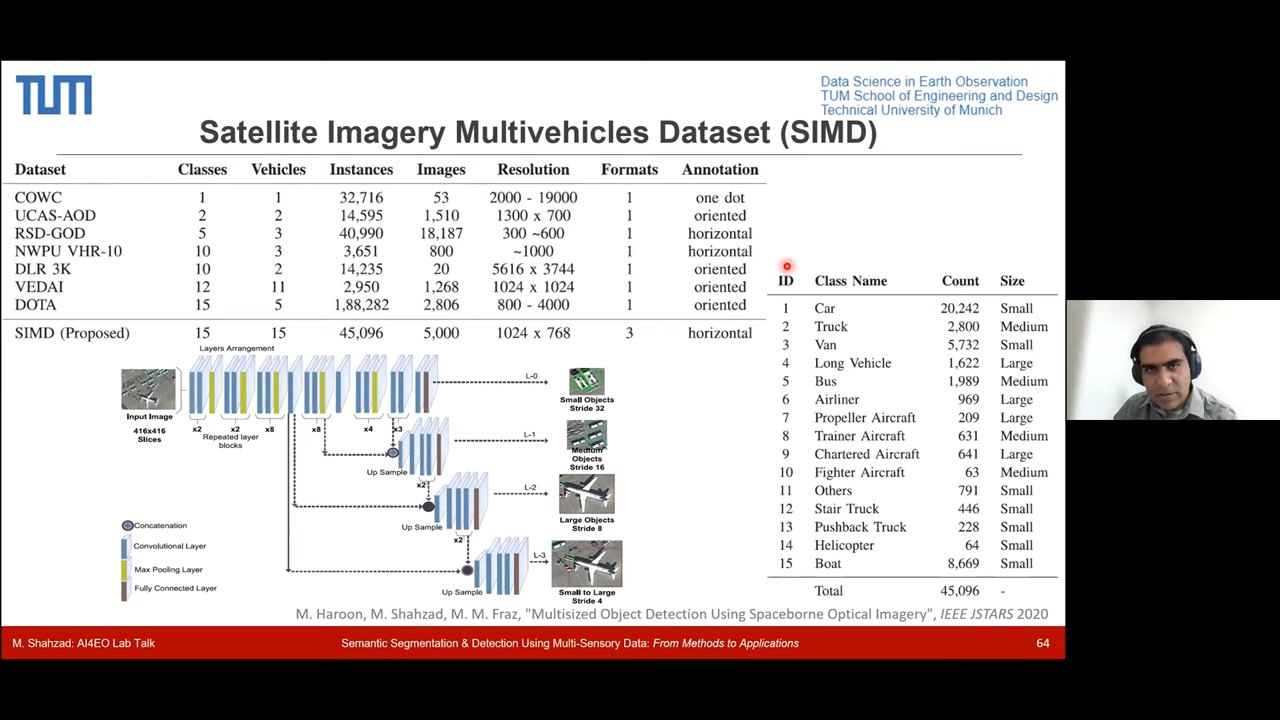 TUM
Data Science in Earth Observation
TUM School of Engineering and Design
Technical University of Munich
Satellite Imagery Multivehicles Dataset (SIMD)
Dataset Classes Vehicles Instances Images Resolution Formats Annotation
COWC 1 1 32,716 53 2000 - 19000 1 one dot
UCAS-AOD 2 2 14,595 1,510 1300 x 700 1 oriented
RSD-GOD 5 3 40,990 18,187 300 ~600 1 horizontal
NWPU VHR-10 10 3 3,651 800 ~1000 1 horizontal
DLR 3K 10 2 14,235 20 5616 x 3744 1 oriented
VEDAI 12 11 2,950 1,268 1024 x 1024 1 oriented
DOTA 15 5 1,88,282 2,806 800 - 4000 1 oriented
SIMD (Proposed) 15 15 45,096 5,000 1024 x 768 3 horizontal
ID Class Name Count Size
1 Car 20,242 Small
2 Truck 2,800 Medium
3 Van 5,732 Small
4 Long Vehicle 1,622 Large
5 Bus 1,989 Medium
6 Airliner 969 Large
7 Propeller Aircraft 209 Large
8 Trainer Aircraft 631 Medium
9 Chartered Aircraft 641 Large
10 Fighter Aircraft 63 Medium
11 Others 791 Small
12 Stair Truck 446 Small
13 Pushback Truck 228 Small
14 Helicopter 64 Small
15 Boat 8,669 Small
Total 45,096 -
Layers Arrangement
Input Image
416x416
Slices
x2 x2 x8 x8 x4 x3
Repeated layer
blocks
L-0
Small Objects
Stride 32
L-1
Medium
Objects
Stride 16
Up Sample
x2
L-2
Large Objects
Stride 8
Up Sample
x2
L-3
Small to Large
Stride 4
Up Sample
Concatenation
Convolutional Layer
Max Pooling Layer
Fully Connected Layer
M. Haroon, M. Shahzad, M. M. Fraz, "Multisized Object Detection Using Spaceborne Optical Imagery", IEEE JSTARS 2020
M. Shahzad: AI4EO Lab Talk
Semantic Segmentation & Detection Using Multi-Sensory Data: From Methods to Applications
64